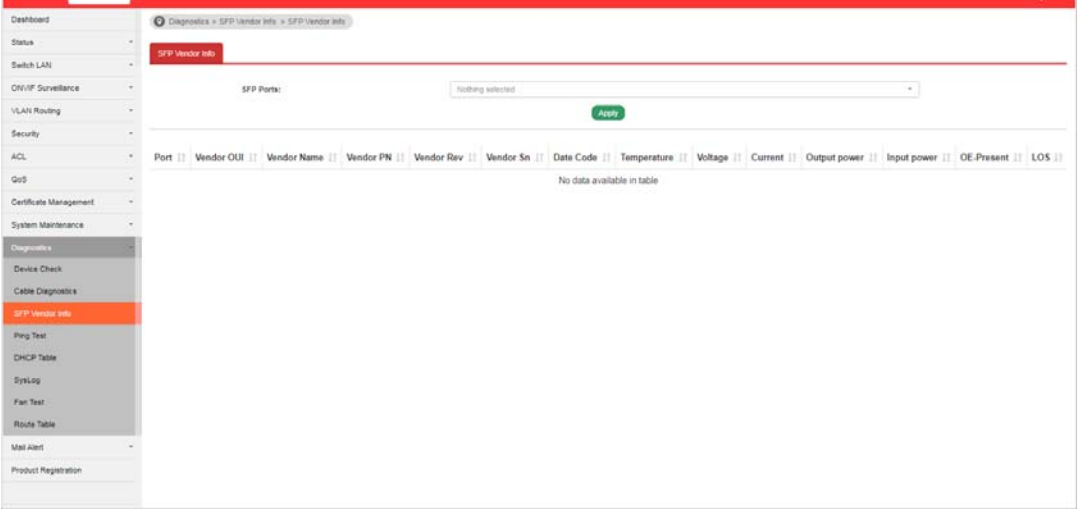 Dashboard
Status
Switch LAN
ONVIF Surveillance
VLAN Routing
Security
ACL
QoS
Certificate Management
System Maintenance
Diagnostics
Device Check
Cable Diagnostics
SFP Vendor Info
Ping Test
DHCP Table
SysLog
Fan Test
Route Table
Mail Alert
Product Registration
Diagnostics » SFP Vendor Info » SFP Vendor Info
SFP Vendor Info
SFP Ports:
Nothing selected
Apply
Port Vendor OUI Vendor Name Vendor PN Vendor Rev Vendor Sn Date Code Temperature Voltage Current Output power Input power OE-Present LOS
No data available in table